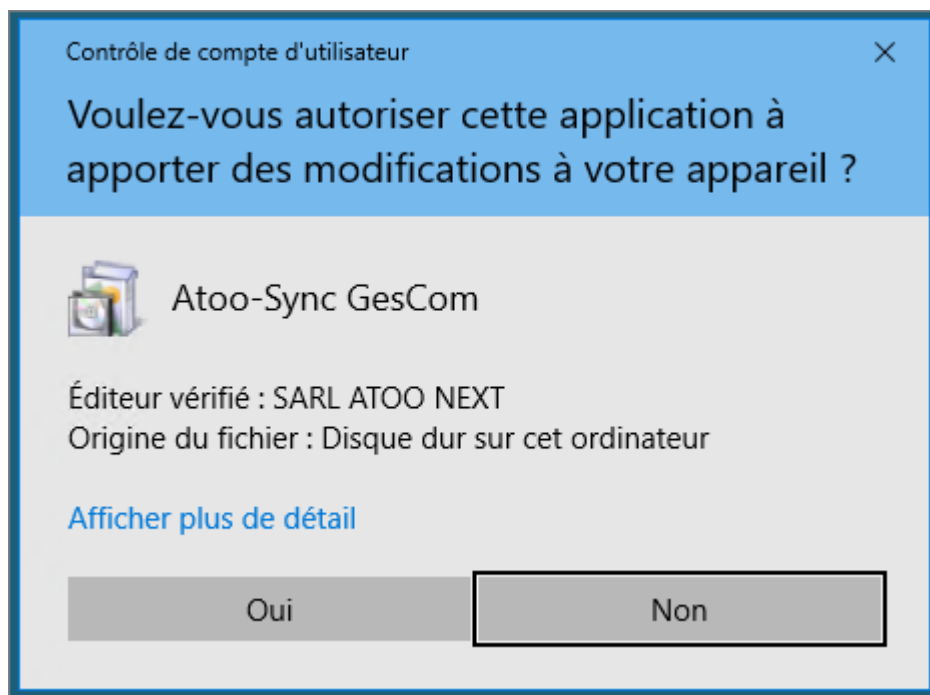 Contrôle de compte d'utilisateur
Voulez-vous autoriser cette application à
apporter des modifications à votre appareil ?
Atoo-Sync GesCom
Éditeur vérifié : SARL ATOO NEXT
Origine du fichier : Disque dur sur cet ordinateur
Afficher plus de détail
Oui
Non